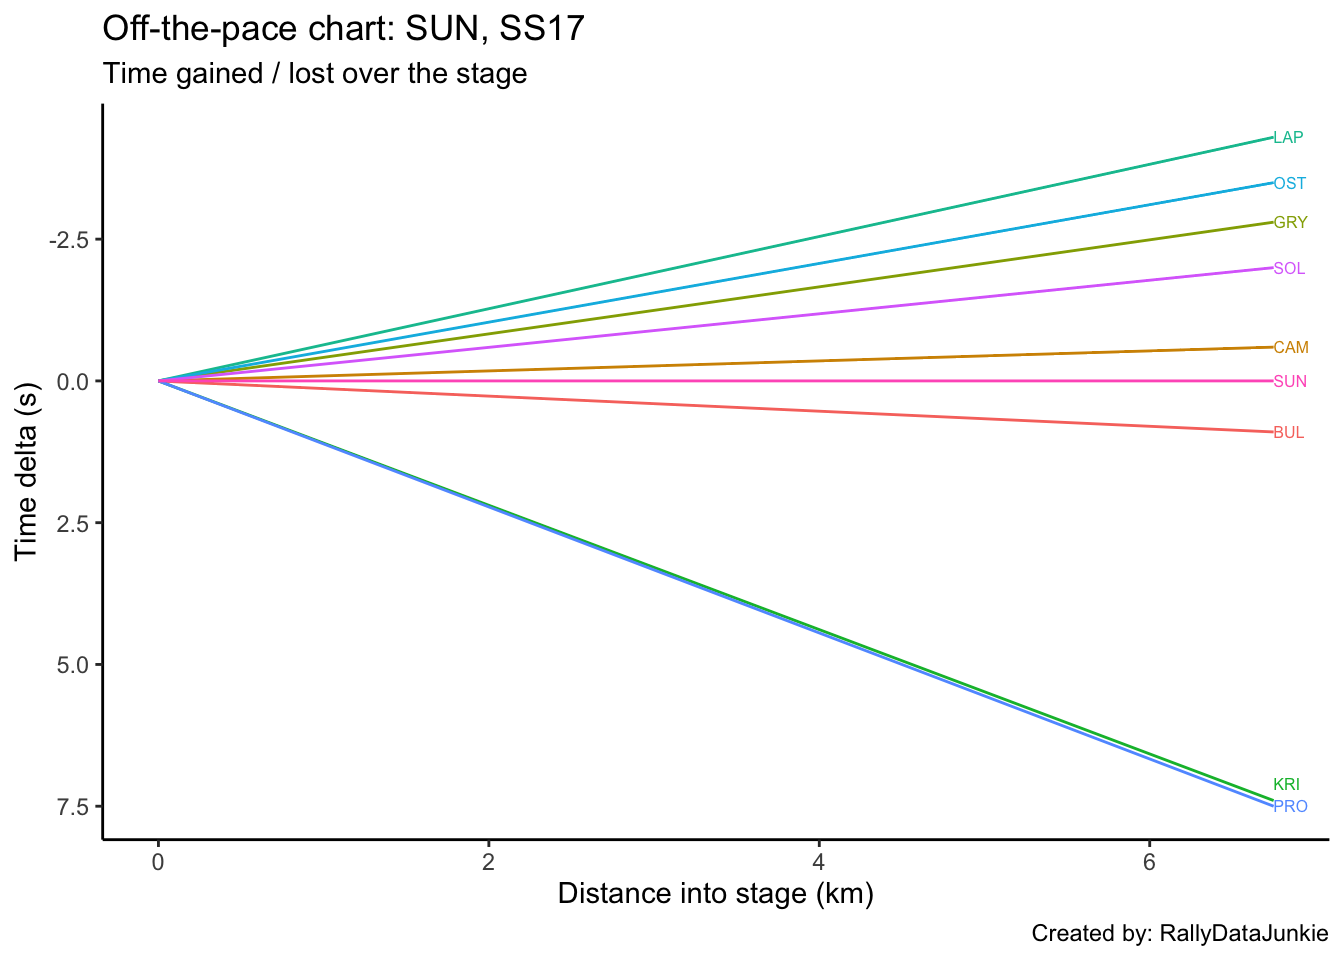 Off-the-pace chart: SUN, SS17
Time gained / lost over the stage
LAP
OST
-2.5
GRY
SOL
CAM
0.0
SUN
BUL
Time delta (s)
2.5
5.0
KRI
7.5
PRO
0 2 4 6
Distance into stage (km)
Created by: RallyDataJunkie